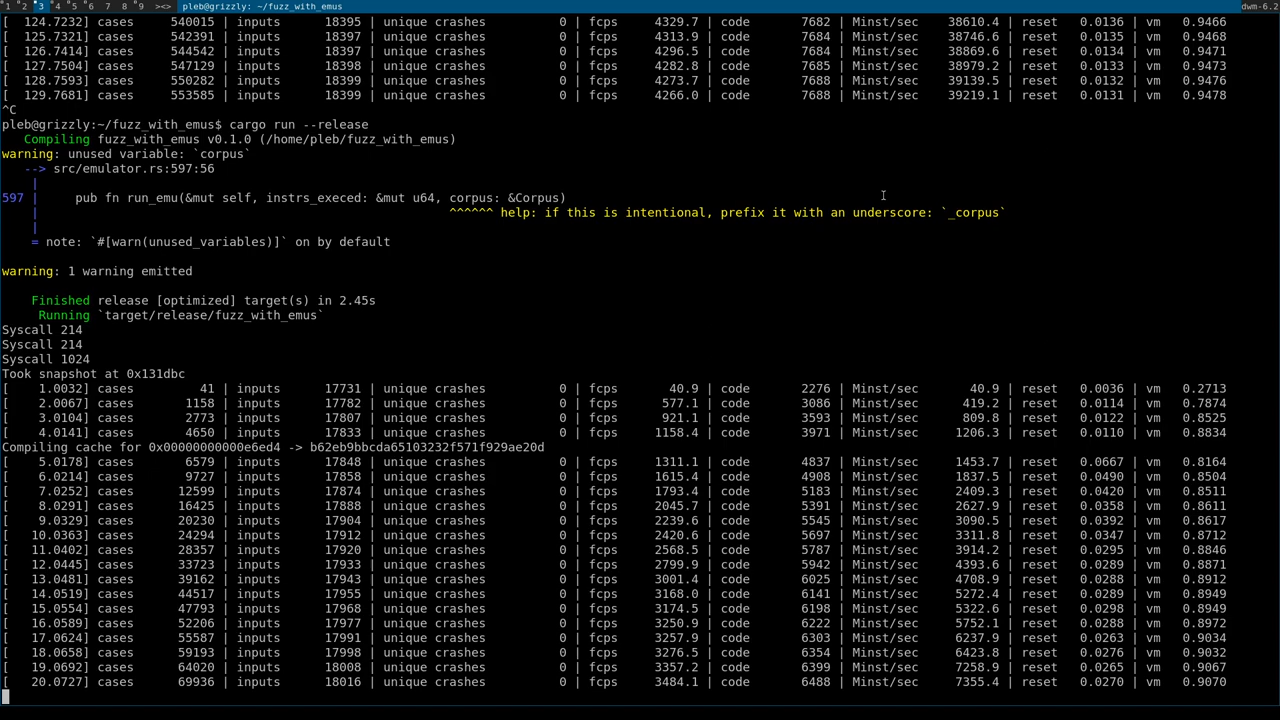 1 2 3 4 5 6 7 8 9 ><> pleb@grizzly: ~/fuzz_with_emus dwm-6.2
[ 124.7232] cases 540015 | inputs 18395 | unique crashes 0 | fcps 4329.7 | code 7682 | Minst/sec 38610.4 | reset 0.0136 | vm 0.9466
[ 125.7321] cases 542391 | inputs 18397 | unique crashes 0 | fcps 4313.9 | code 7684 | Minst/sec 38746.6 | reset 0.0135 | vm 0.9468
[ 126.7414] cases 544542 | inputs 18397 | unique crashes 0 | fcps 4296.5 | code 7684 | Minst/sec 38869.6 | reset 0.0134 | vm 0.9471
[ 127.7504] cases 547129 | inputs 18398 | unique crashes 0 | fcps 4282.8 | code 7685 | Minst/sec 38979.2 | reset 0.0133 | vm 0.9473
[ 128.7593] cases 550282 | inputs 18399 | unique crashes 0 | fcps 4273.7 | code 7688 | Minst/sec 39139.5 | reset 0.0132 | vm 0.9476
[ 129.7681] cases 553585 | inputs 18399 | unique crashes 0 | fcps 4266.0 | code 7688 | Minst/sec 39219.1 | reset 0.0131 | vm 0.9478
^C
pleb@grizzly:~/fuzz_with_emus$ cargo run --release
Compiling fuzz_with_emus v0.1.0 (/home/pleb/fuzz_with_emus)
warning: unused variable: `corpus`
--> src/emulator.rs:597:56
|
597 | pub fn run_emu(&mut self, instrs_execed: &mut u64, corpus: &Corpus)
| ^^^^^^ help: if this is intentional, prefix it with an underscore: `_corpus`
|
= note: `#[warn(unused_variables)]` on by default
warning: 1 warning emitted
Finished release [optimized] target(s) in 2.45s
Running `target/release/fuzz_with_emus`
Syscall 214
Syscall 214
Syscall 1024
Took snapshot at 0x131dbc
[ 1.0032] cases 41 | inputs 17731 | unique crashes 0 | fcps 40.9 | code 2276 | Minst/sec 40.9 | reset 0.0036 | vm 0.2713
[ 2.0067] cases 1158 | inputs 17782 | unique crashes 0 | fcps 577.1 | code 3086 | Minst/sec 419.2 | reset 0.0114 | vm 0.7874
[ 3.0104] cases 2773 | inputs 17807 | unique crashes 0 | fcps 921.1 | code 3593 | Minst/sec 809.8 | reset 0.0122 | vm 0.8525
[ 4.0141] cases 4650 | inputs 17833 | unique crashes 0 | fcps 1158.4 | code 3971 | Minst/sec 1206.3 | reset 0.0110 | vm 0.8834
Compiling cache for 0x00000000000e6ed4 -> b62eb9bbcda65103232f571f929ae20d
[ 5.0178] cases 6579 | inputs 17848 | unique crashes 0 | fcps 1311.1 | code 4837 | Minst/sec 1453.7 | reset 0.0667 | vm 0.8164
[ 6.0214] cases 9727 | inputs 17858 | unique crashes 0 | fcps 1615.4 | code 4908 | Minst/sec 1837.5 | reset 0.0490 | vm 0.8504
[ 7.0252] cases 12599 | inputs 17874 | unique crashes 0 | fcps 1793.4 | code 5183 | Minst/sec 2409.3 | reset 0.0420 | vm 0.8511
[ 8.0291] cases 16425 | inputs 17888 | unique crashes 0 | fcps 2045.7 | code 5391 | Minst/sec 2627.9 | reset 0.0358 | vm 0.8611
[ 9.0329] cases 20230 | inputs 17904 | unique crashes 0 | fcps 2239.6 | code 5545 | Minst/sec 3090.5 | reset 0.0392 | vm 0.8617
[ 10.0363] cases 24294 | inputs 17912 | unique crashes 0 | fcps 2420.6 | code 5697 | Minst/sec 3311.8 | reset 0.0347 | vm 0.8712
[ 11.0402] cases 28357 | inputs 17920 | unique crashes 0 | fcps 2568.5 | code 5787 | Minst/sec 3914.2 | reset 0.0295 | vm 0.8846
[ 12.0445] cases 33723 | inputs 17933 | unique crashes 0 | fcps 2799.9 | code 5942 | Minst/sec 4393.6 | reset 0.0289 | vm 0.8871
[ 13.0481] cases 39162 | inputs 17943 | unique crashes 0 | fcps 3001.4 | code 6025 | Minst/sec 4708.9 | reset 0.0288 | vm 0.8912
[ 14.0519] cases 44517 | inputs 17955 | unique crashes 0 | fcps 3168.0 | code 6141 | Minst/sec 5272.4 | reset 0.0289 | vm 0.8949
[ 15.0554] cases 47793 | inputs 17968 | unique crashes 0 | fcps 3174.5 | code 6198 | Minst/sec 5322.6 | reset 0.0298 | vm 0.8949
[ 16.0589] cases 52206 | inputs 17977 | unique crashes 0 | fcps 3250.9 | code 6222 | Minst/sec 5752.1 | reset 0.0288 | vm 0.8972
[ 17.0624] cases 55587 | inputs 17991 | unique crashes 0 | fcps 3257.9 | code 6303 | Minst/sec 6237.9 | reset 0.0263 | vm 0.9034
[ 18.0658] cases 59193 | inputs 17998 | unique crashes 0 | fcps 3276.5 | code 6354 | Minst/sec 6423.8 | reset 0.0276 | vm 0.9032
[ 19.0692] cases 64020 | inputs 18008 | unique crashes 0 | fcps 3357.2 | code 6399 | Minst/sec 7258.9 | reset 0.0265 | vm 0.9067
[ 20.0727] cases 69936 | inputs 18016 | unique crashes 0 | fcps 3484.1 | code 6488 | Minst/sec 7355.4 | reset 0.0270 | vm 0.9070